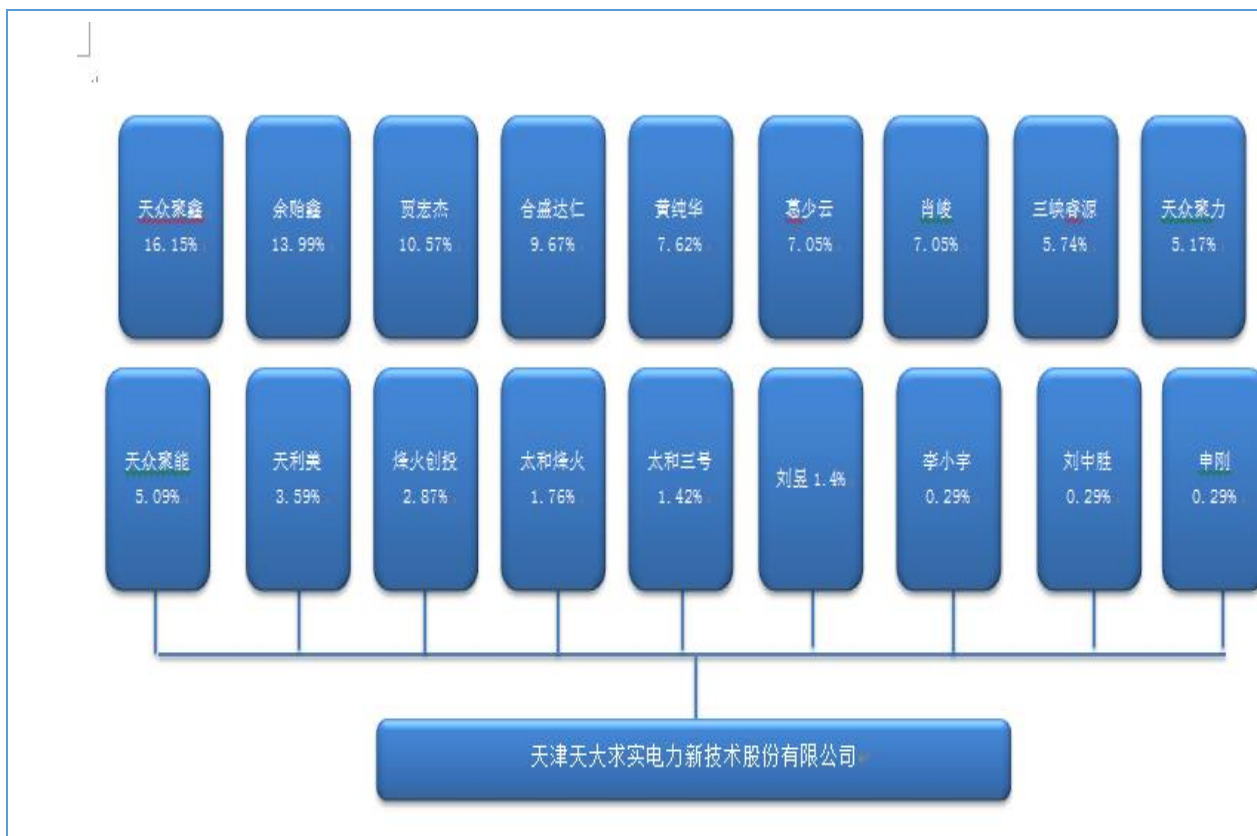 天众聚鑫
16.15%
余贻鑫
13.99%
贾宏杰
10.57%
合盛达仁
9.67%
黄纯华
7.62%
葛少云
7.05%
肖峻
7.05%
三峡睿源
5.74%
天众聚力
5.17%
天众聚能
5.09%
天利美
3.59%
烽火创投
2.87%
太和烽火
1.76%
太和三号
1.42%
刘昱 1.4%
李小宇
0.29%
刘中胜
0.29%
申刚
0.29%
天津天大求实电力新技术股份有限公司